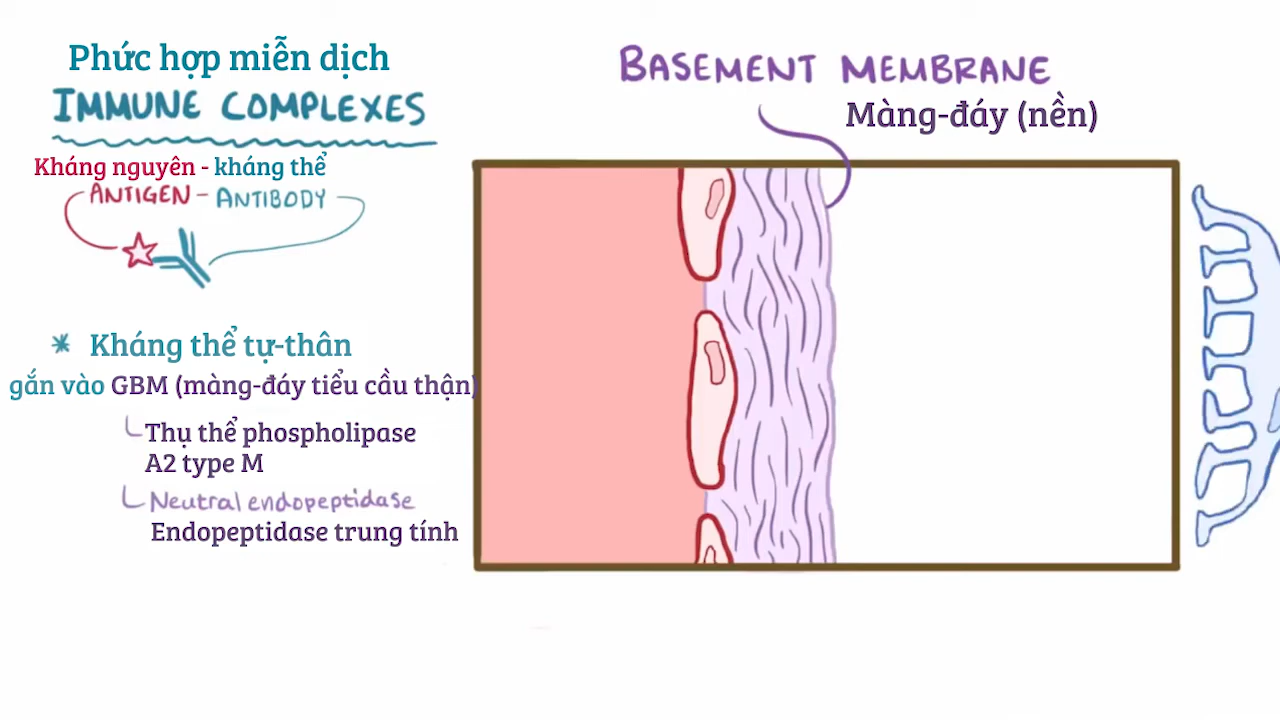 Phức hợp miễn dịch
IMMUNE COMPLEXES
Kháng nguyên - kháng thể
ANTIGEN - ANTIBODY
* Kháng thể tự-thân
gắn vào GBM (màng-đáy tiểu cầu thận)
Thụ thể phospholipase
A2 type M
Neutral endopeptidase
Endopeptidase trung tính
BASEMENT MEMBRANE
Màng-đáy (nền)